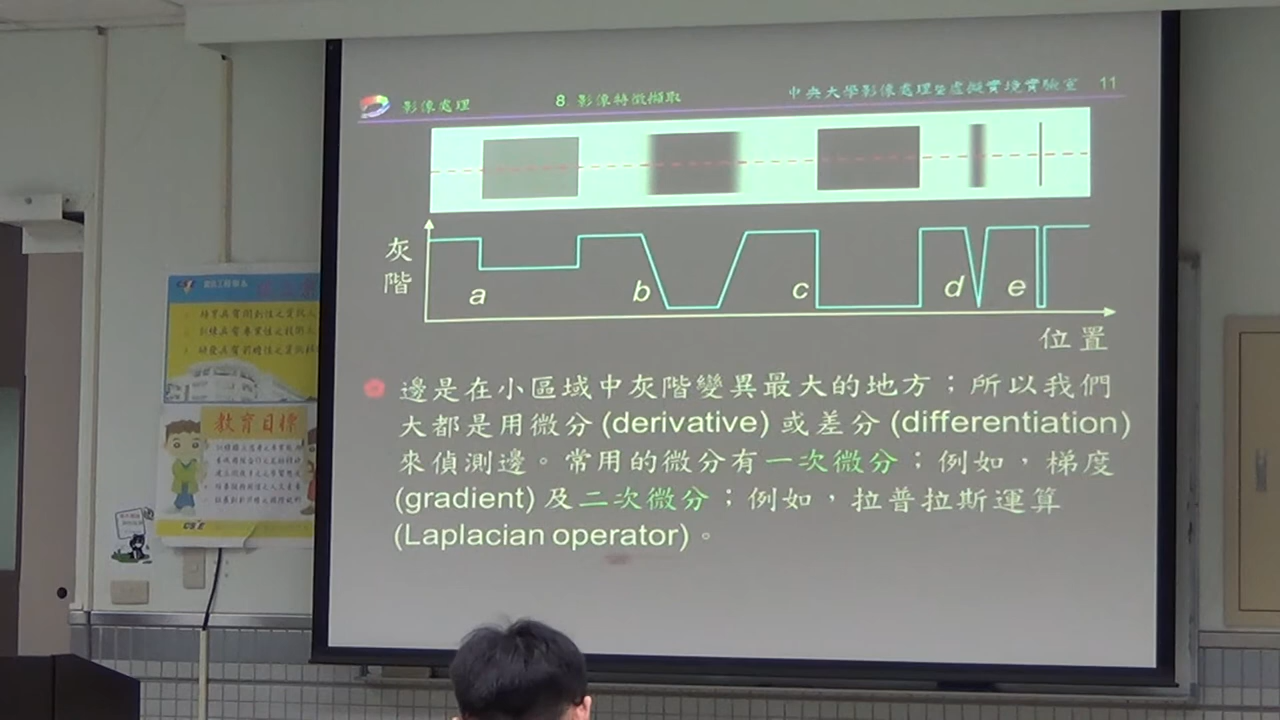 影像處理
8 影像特徵擷取
中央大學影像處理暨虛擬實境實驗室 11
灰階
a
b
c
d
e
位置
邊是在小區域中灰階變異最大的地方；所以我們
大都是用微分 (derivative) 或差分 (differentiation)
來偵測邊。常用的微分有一次微分；例如，梯度
(gradient) 及二次微分；例如，拉普拉斯運算
(Laplacian operator) 。
教育目標